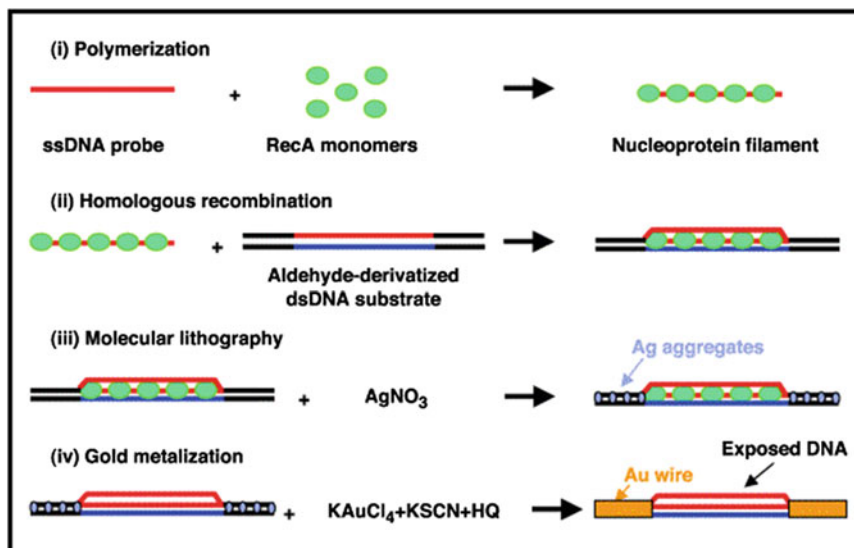 (i) Polymerization
+
ssDNA probe
RecA monomers
Nucleoprotein filament
(ii) Homologous recombination
+
Aldehyde-derivatized
dsDNA substrate
(iii) Molecular lithography
Ag aggregates
+
AgNO3
(iv) Gold metalization
Exposed DNA
Au wire
+
KAuCl4+KSCN+HQ